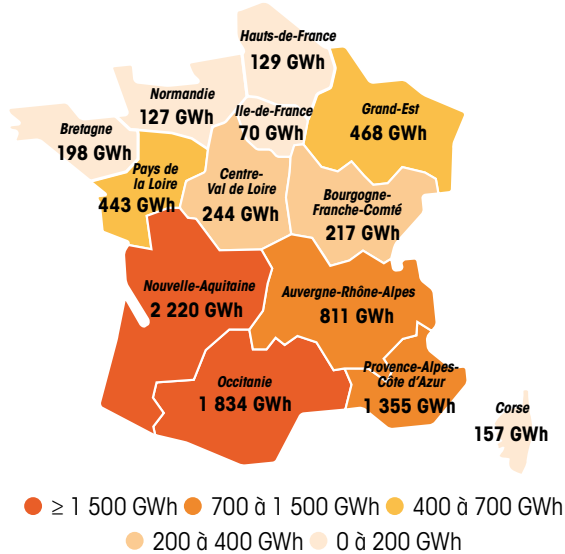 Hauts-de-France
129 GWh
Normandie
127 GWh
Ile-de-France
70 GWh
Grand-Est
468 GWh
Bretagne
198 GWh
Pays de
la Loire
443 GWh
Centre-
Val de Loire
244 GWh
Bourgogne-
Franche-Comté
217 GWh
Nouvelle-Aquitaine
2 220 GWh
Auvergne-Rhône-Alpes
811 GWh
Occitanie
1 834 GWh
Provence-Alpes-
Côte d'Azur
1 355 GWh
Corse
157 GWh
≥ 1 500 GWh 700 à 1 500 GWh 400 à 700 GWh
200 à 400 GWh 0 à 200 GWh